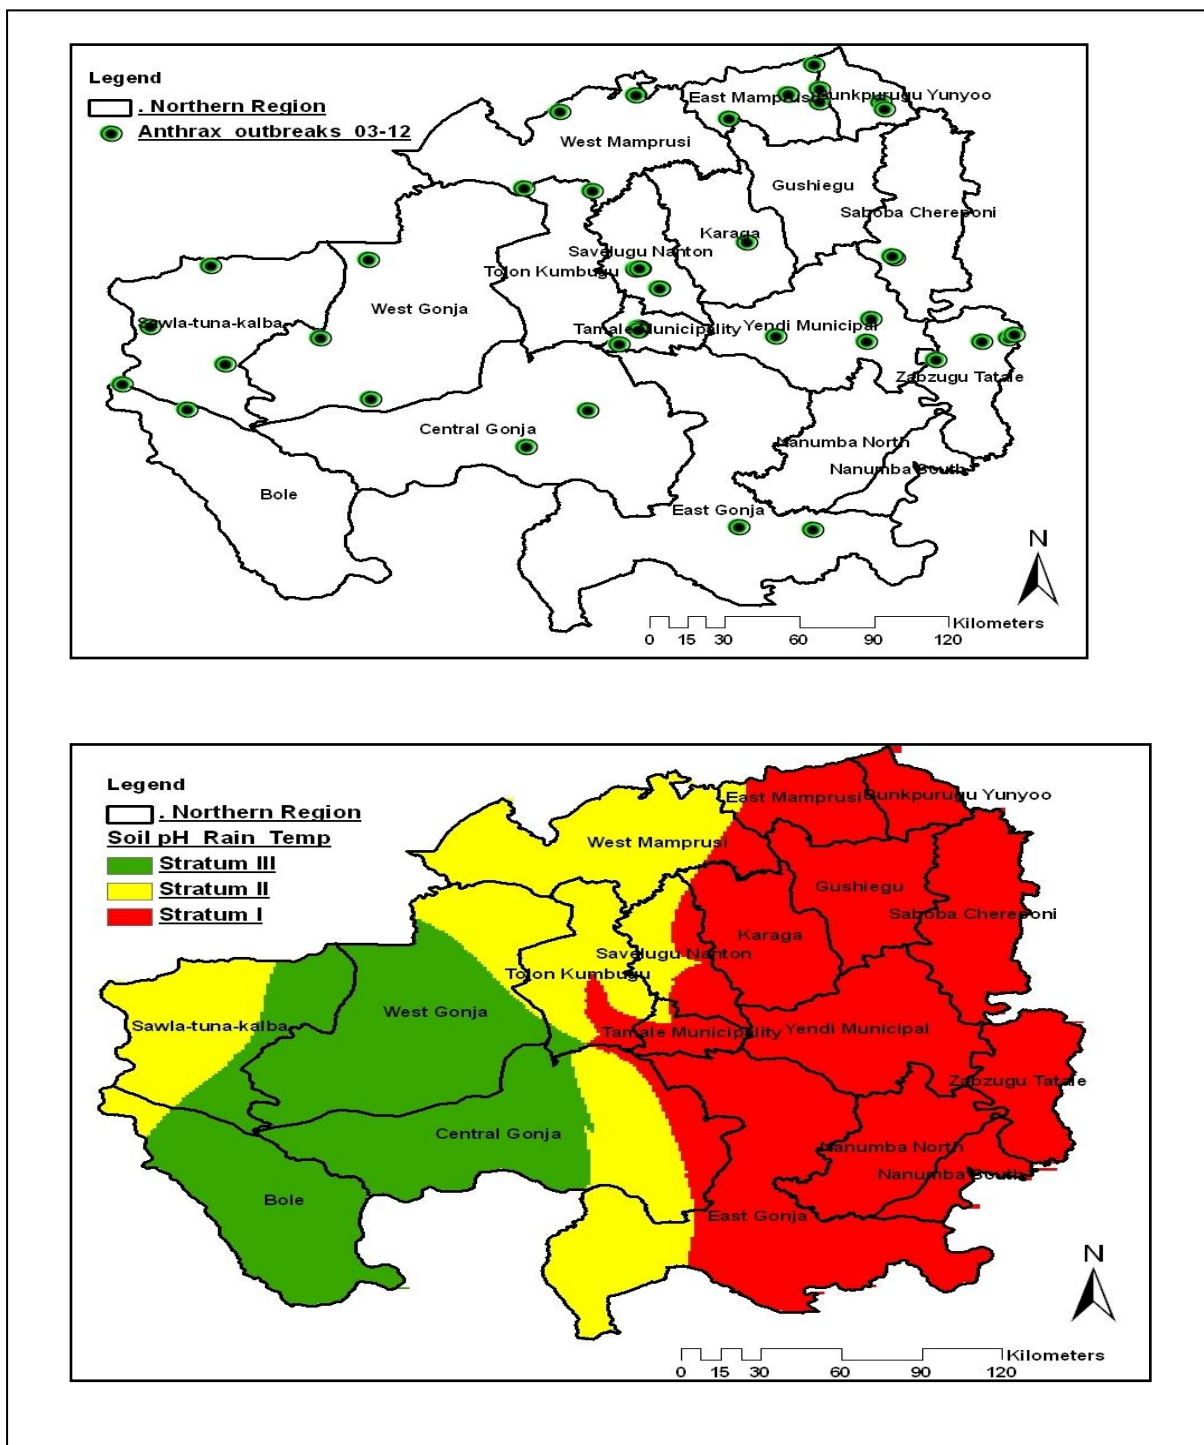 Legend
. Northern Region
Anthrax outbreaks 03-12
East Mamprusi
Bunkpurugu Yunyoo
West Mamprusi
Gushiegu
Saboba Chereponi
Karaga
Savelugu Nanton
Tolon Kumbugu
West Gonja
Sawla-tuna-kalba
Tamale Municipality
Yendi Municipal
Zabzugu Tatale
Central Gonja
Nanumba North
Nanumba South
Bole
East Gonja
N
Kilometers
0 15 30 60 90 120
Legend
. Northern Region
Soil pH Rain Temp
Stratum III
Stratum II
Stratum I
East Mamprusi
Bunkpurugu Yunyoo
West Mamprusi
Gushiegu
Saboba Chereponi
Karaga
Savelugu Nanton
Tolon Kumbugu
West Gonja
Sawla-tuna-kalba
Tamale Municipality
Yendi Municipal
Zabzugu Tatale
Central Gonja
Nanumba North
Nanumba South
Bole
East Gonja
N
Kilometers
0 15 30 60 90 120